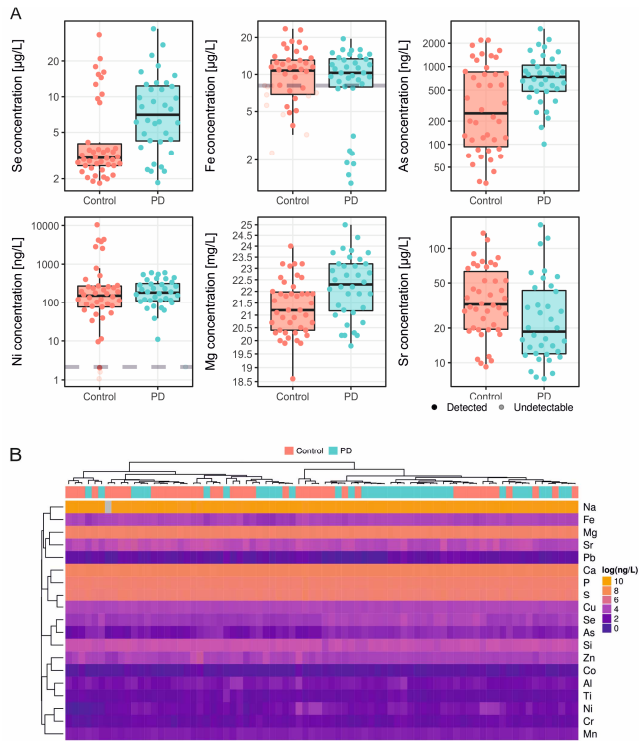 A
Se concentration [µg/L]
20
10
5
2
Control
PD
Fe concentration [µg/L]
20
10
5
2
Control
PD
As concentration [ng/L]
2000
1000
500
200
100
50
Control
PD
Ni concentration [ng/L]
10000
1000
100
10
1
Control
PD
Mg concentration [mg/L]
25
24.5
24
23.5
23
22.5
22
21.5
21
20.5
20
19.5
19
18.5
Control
PD
Sr concentration [µg/L]
100
50
20
10
Control
PD
Detected
Undetectable
B
Control
PD
Na
Fe
Mg
Sr
Pb
Ca
P
S
Cu
Se
As
Si
Zn
Co
Al
Ti
Ni
Cr
Mn
log(ng/L)
10
8
6
4
2
0